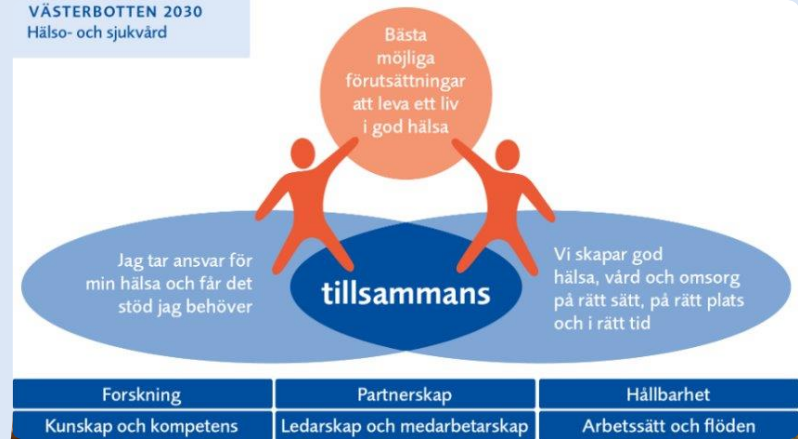 VÄSTERBOTTEN 2030
Hälso- och sjukvård
Bästa
möjliga
förutsättningar
att leva ett liv
i god hälsa
Jag tar ansvar för
min hälsa och får det
stöd jag behöver
tillsammans
Vi skapar god
hälsa, vård och omsorg
på rätt sätt, på rätt plats
och i rätt tid
Forskning
Partnerskap
Hållbarhet
Kunskap och kompetens
Ledarskap och medarbetarskap
Arbetssätt och flöden